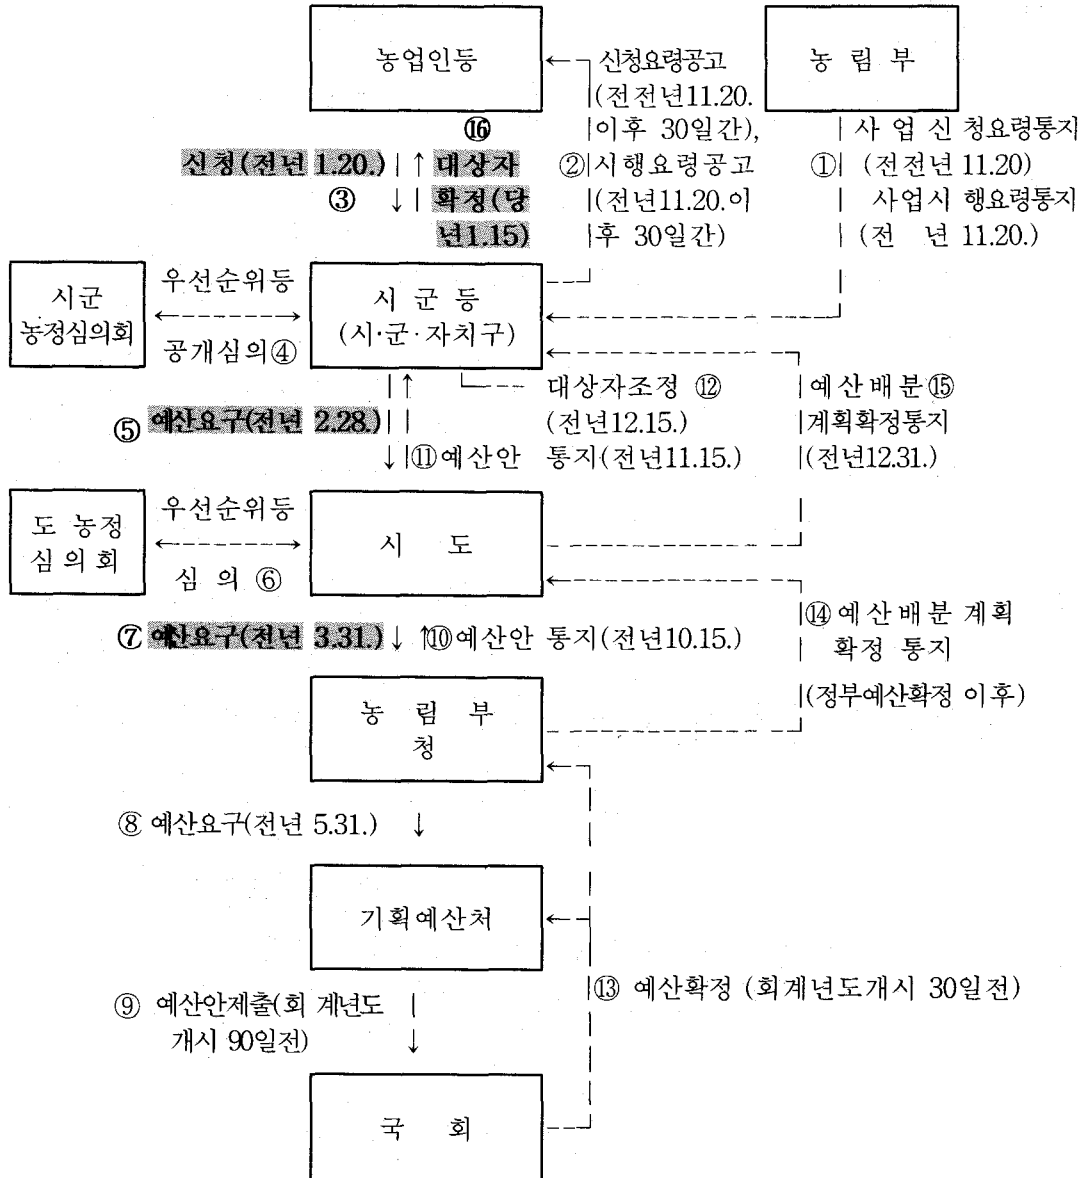 농업인등
신청요령공고
농 림 부
(전전년11.20.
이후 30일간),
⑯
사 업 신 청요령통지
신청(전년 1.20.)
대상자
② 시행요령공고
① (전전년 11.20)
③
확정(당
(전년11.20.이
사업시 행요령통지
년1.15)
후 30일간)
(전 년 11.20.)
시군
농정심의회
우선순위등
공개심의④
시 군 등
(시·군·자치구)
대상자조정 ⑫
(전년12.15.)
예산배분⑮
계획확정통지
(전년12.31.)
⑤ 예산요구(전년 2.28.)
⑪예산안 통지(전년11.15.)
도 농정
심의회
우선순위등
심 의 ⑥
시 도
⑦ 예산요구(전년 3.31.)
⑩예산안 통지(전년10.15.)
⑭예산배분 계획
확정 통지
(정부예산확정 이후)
농 림 부
청
⑧ 예산요구(전년 5.31.)
기획예산처
⑨ 예산안제출(회 계년도
개시 90일전)
⑬ 예산확정 (회계년도개시 30일전)
국 회